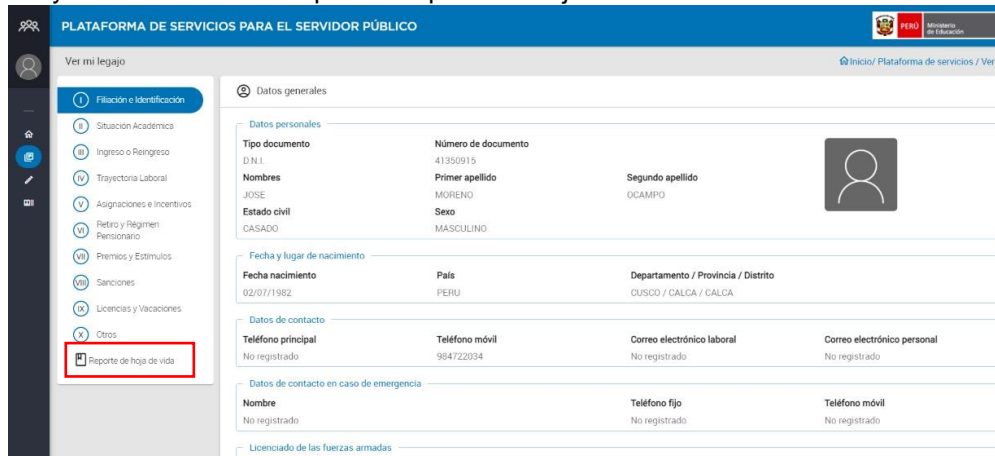 PLATAFORMA DE SERVICIOS PARA EL SERVIDOR PÚBLICO
PERÚ Ministerio de Educación
Ver mi legajo
Inicio/ Plataforma de servicios / Ver
I Filiación e Identificación
II Situación Académica
III Ingreso o Reingreso
IV Trayectoria Laboral
V Asignaciones e Incentivos
VI Retiro y Régimen
Pensionario
VII Premios y Estímulos
VIII Sanciones
IX Licencias y Vacaciones
X Otros
Reporte de hoja de vida
Datos generales
Datos personales
Tipo documento Número de documento
D.N.I. 41350915
Nombres Primer apellido Segundo apellido
JOSE MORENO OCAMPO
Estado civil Sexo
CASADO MASCULINO
Fecha y lugar de nacimiento
Fecha nacimiento País Departamento / Provincia / Distrito
02/07/1982 PERU CUSCO / CALCA / CALCA
Datos de contacto
Teléfono principal Teléfono móvil Correo electrónico laboral Correo electrónico personal
No registrado 984722034 No registrado No registrado
Datos de contacto en caso de emergencia
Nombre Teléfono fijo Teléfono móvil
No registrado No registrado No registrado
Licenciado de las fuerzas armadas